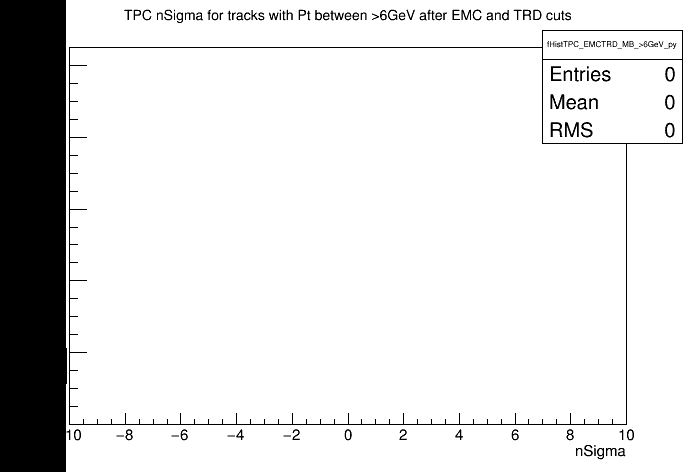 TPC nSigma for tracks with Pt between >6GeV after EMC and TRD cuts
fHistTPC_EMCTRD_MB_>6GeV_py
Entries 0
Mean 0
RMS 0
10 −8 −6 −4 −2 0 2 4 6 8 10
nSigma